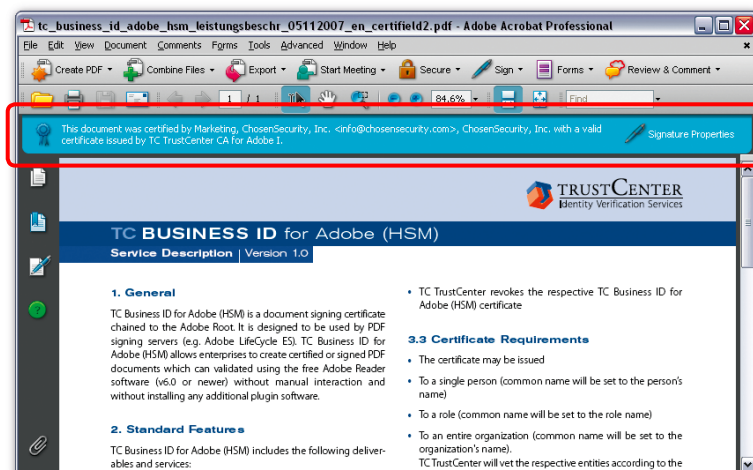 tc_business_id_adobe_hsm_leistungsbeschr_05112007_en_certifield2.pdf - Adobe Acrobat Professional
File Edit View Document Comments Forms Tools Advanced Window Help
Create PDF Combine Files Export Start Meeting Secure Sign Forms Review & Comment
1 / 1 84.6% Find
This document was certified by Marketing, ChosenSecurity, Inc. <info@chosensecurity.com>, ChosenSecurity, Inc. with a valid
certificate issued by TC TrustCenter CA for Adobe I.
Signature Properties
TRUSTCENTER
Identity Verification Services
TC BUSINESS ID for Adobe (HSM)
Service Description | Version 1.0
1. General
TC Business ID for Adobe (HSM) is a document signing certificate
chained to the Adobe Root. It is designed to be used by PDF
signing servers (e.g. Adobe LifeCycle ES). TC Business ID for
Adobe (HSM) allows enterprises to create certified or signed PDF
documents which can validated using the free Adobe Reader
software (v6.0 or newer) without manual interaction and
without installing any additional plugin software.
2. Standard Features
TC Business ID for Adobe (HSM) includes the following deliver-
ables and services:
• TC TrustCenter revokes the respective TC Business ID for
Adobe (HSM) certificate
3.3 Certificate Requirements
• The certificate may be issued
• To a single person (common name will be set to the person's
name)
• To a role (common name will be set to the role name)
• To an entire organization (common name will be set to the
organization's name).
TC TrustCenter will vet the respective entities according to the